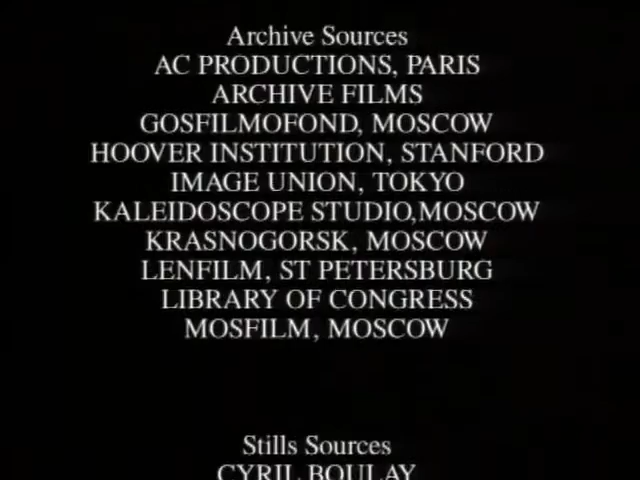 Archive Sources
AC PRODUCTIONS, PARIS
ARCHIVE FILMS
GOSFILMOFOND, MOSCOW
HOOVER INSTITUTION, STANFORD
IMAGE UNION, TOKYO
KALEIDOSCOPE STUDIO,MOSCOW
KRASNOGORSK, MOSCOW
LENFILM, ST PETERSBURG
LIBRARY OF CONGRESS
MOSFILM, MOSCOW
Stills Sources
CYRIL BOULAY